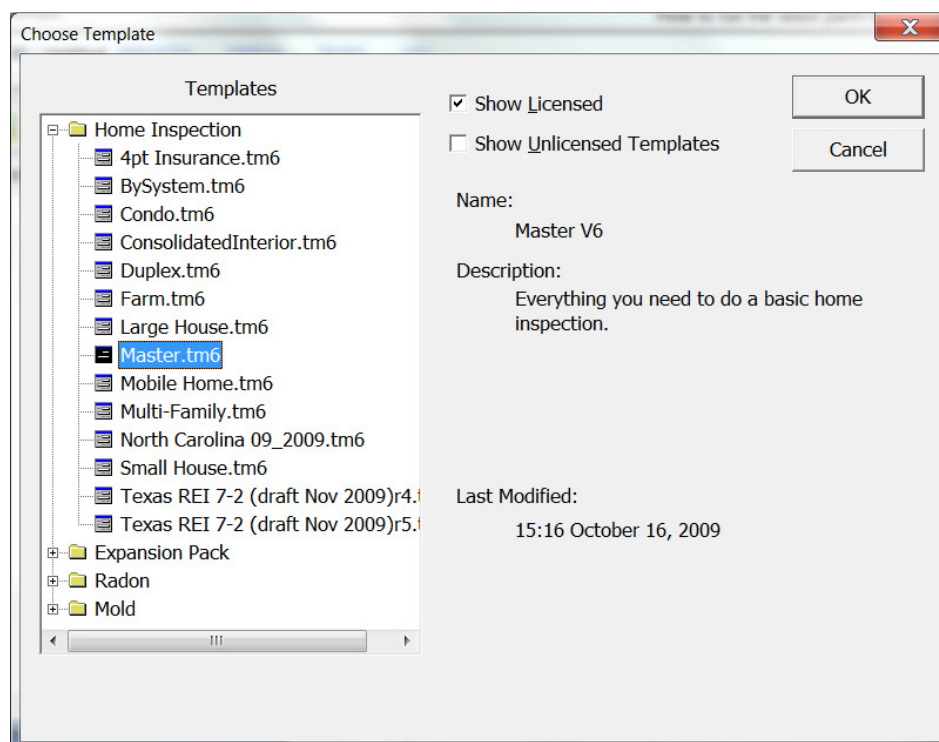 Choose Template
Templates
Home Inspection
4pt Insurance.tm6
BySystem.tm6
Condo.tm6
ConsolidatedInterior.tm6
Duplex.tm6
Farm.tm6
Large House.tm6
Master.tm6
Mobile Home.tm6
Multi-Family.tm6
North Carolina 09_2009.tm6
Small House.tm6
Texas REI 7-2 (draft Nov 2009)r4.
Texas REI 7-2 (draft Nov 2009)r5.
Expansion Pack
Radon
Mold
Show Licensed
Show Unlicensed Templates
OK
Cancel
Name:
Master V6
Description:
Everything you need to do a basic home
inspection.
Last Modified:
15:16 October 16, 2009